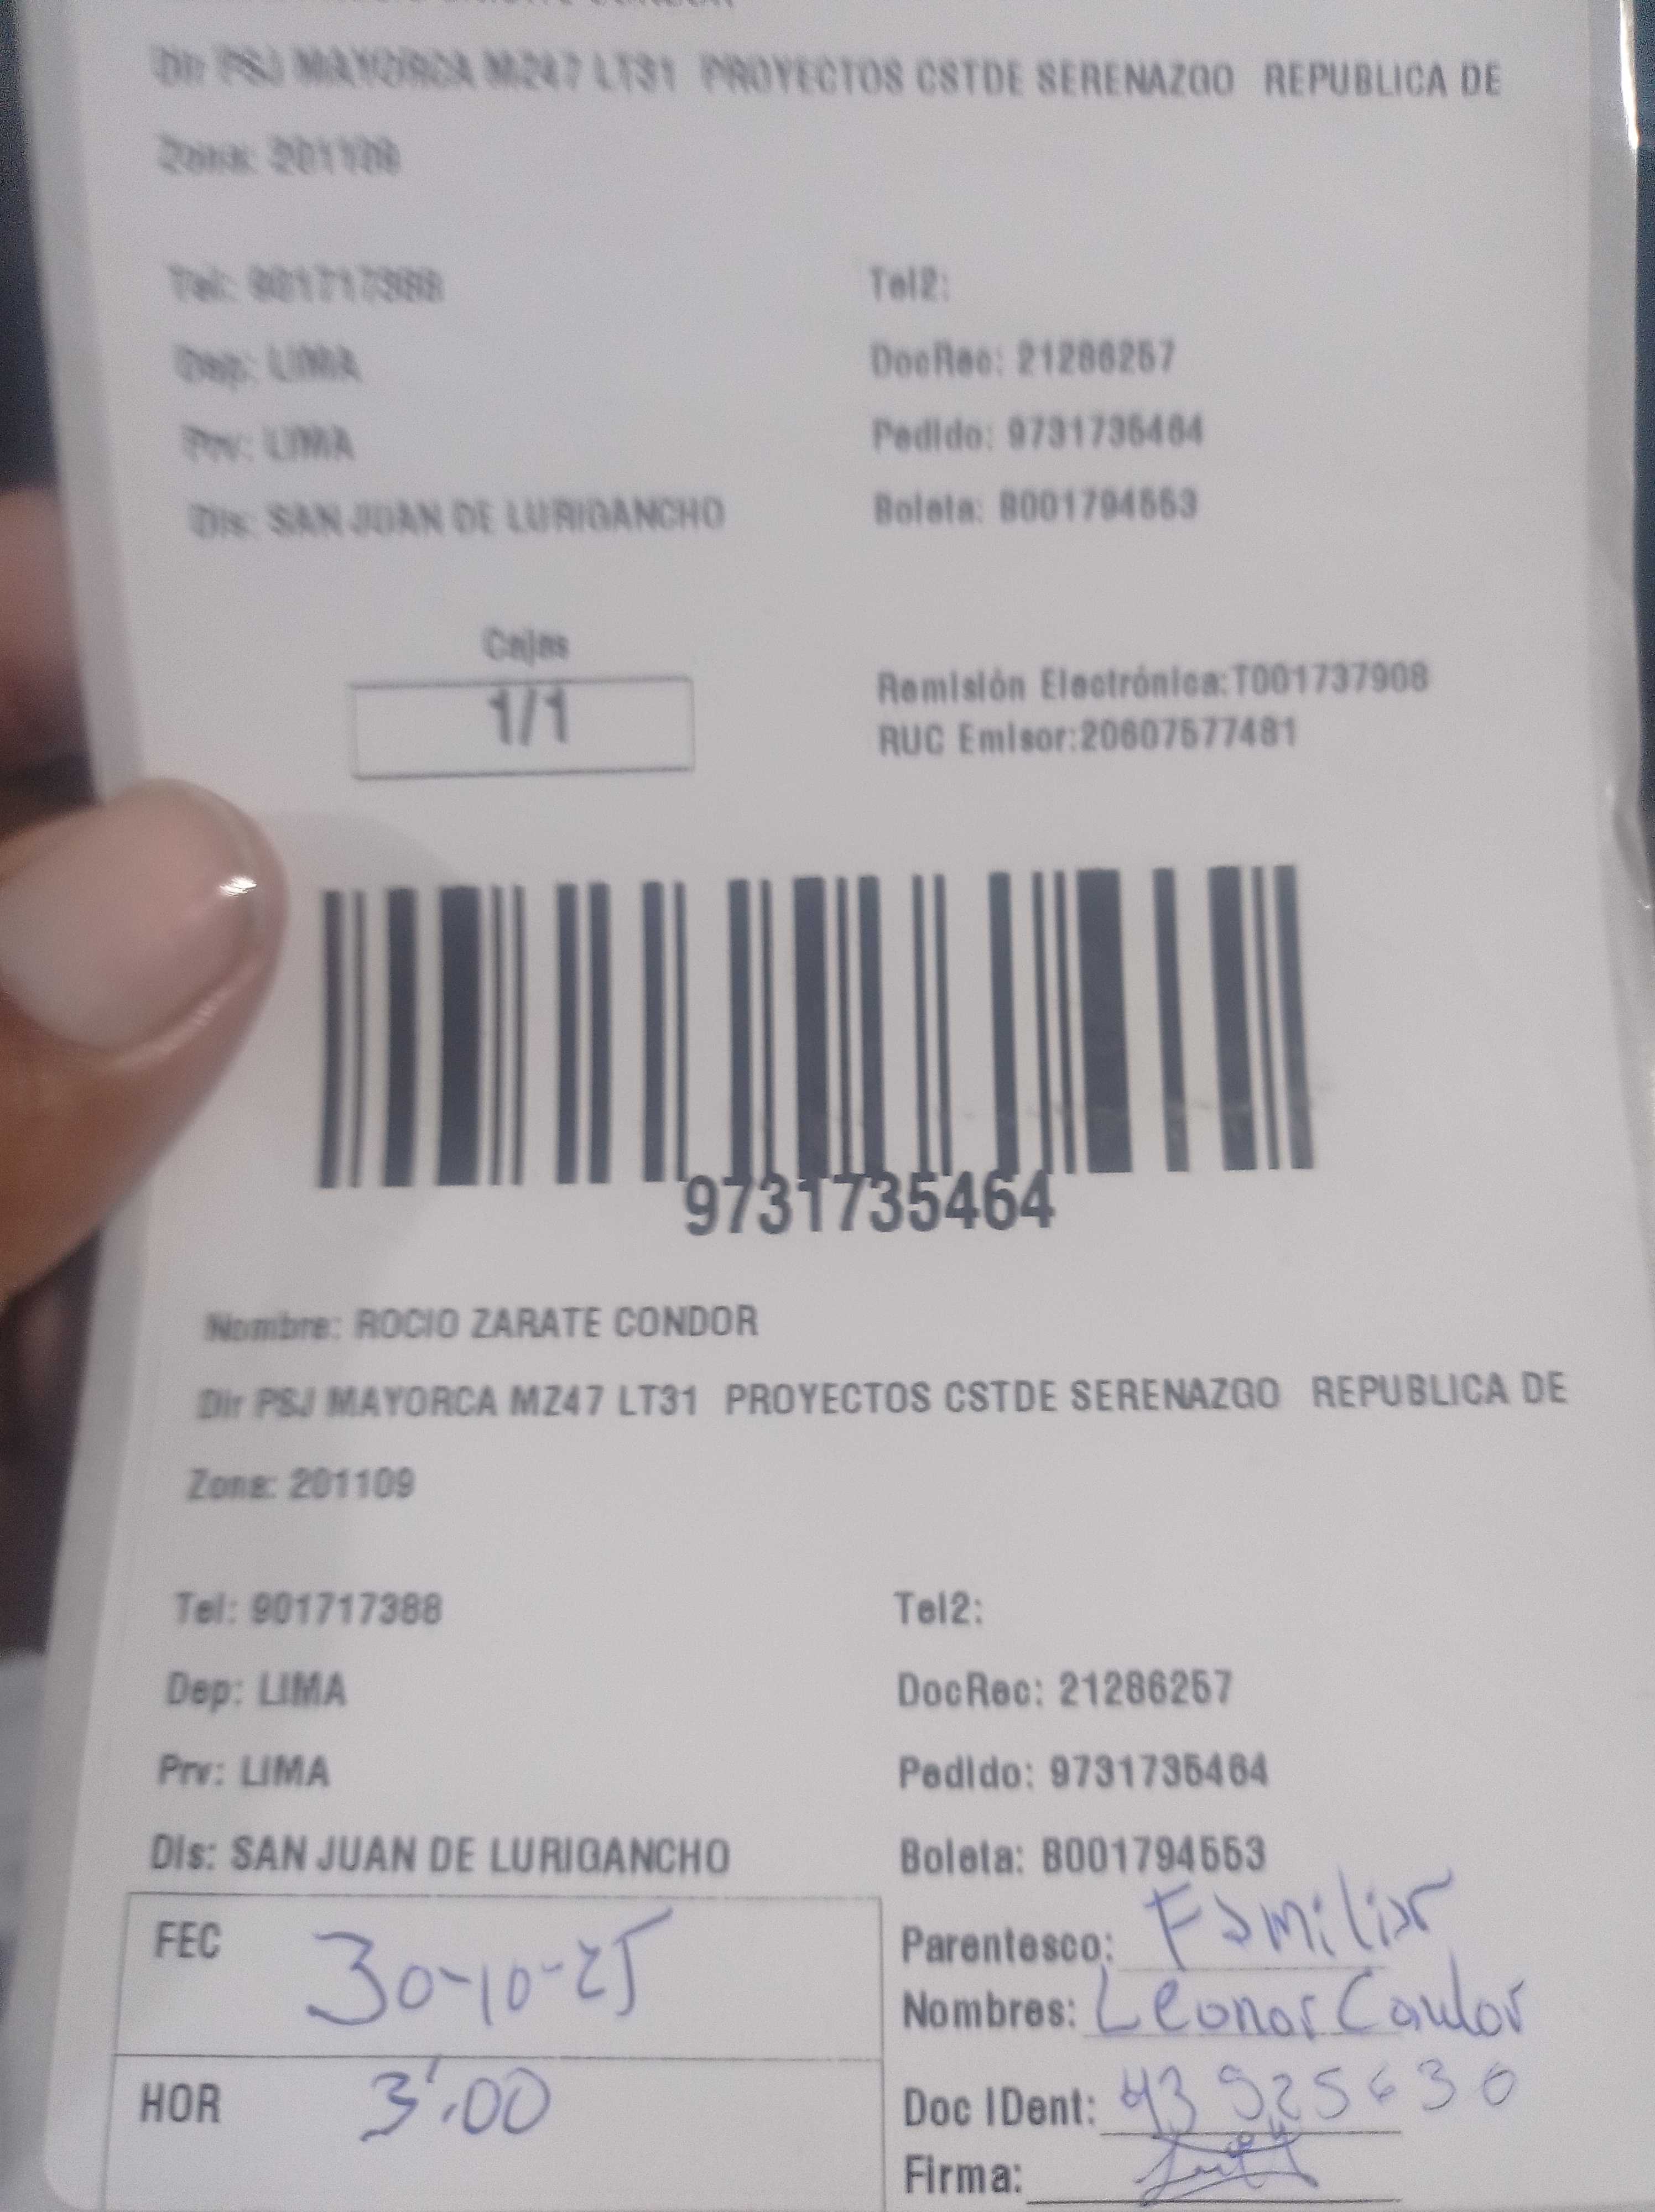 Dir PSJ MAYORCA MZ47 LT31 PROYECTOS CSTDE SERENAZGO REPUBLICA DE
Zona: 201109
Tel: 901717388 Tel2:
Dep: LIMA DocRec: 21286257
Prv: LIMA Pedido: 9731735464
Dis: SAN JUAN DE LURIGANCHO Boleta: B001794553
Cajas
1/1
Remisión Electrónica:T001737908
RUC Emisor:20607577481
9731735464
Nombre: ROCIO ZARATE CONDOR
Dir PSJ MAYORCA MZ47 LT31 PROYECTOS CSTDE SERENAZGO REPUBLICA DE
Zona: 201109
Tel: 901717388 Tel2:
Dep: LIMA DocRec: 21286257
Prv: LIMA Pedido: 9731735464
Dis: SAN JUAN DE LURIGANCHO Boleta: B001794553
FEC 30-10-25
Parentesco: Familiar
Nombres: Leonor Condor
HOR 3:00
Doc IDent: 43925630
Firma: